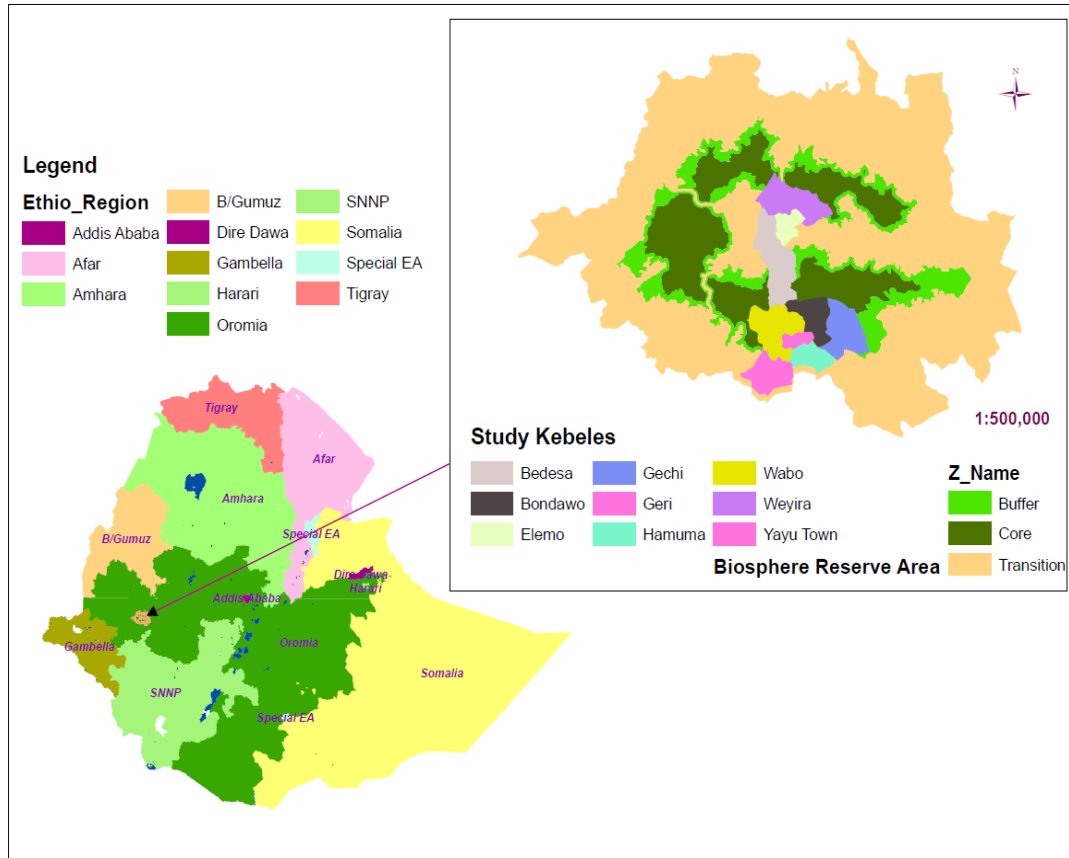 Legend
Ethio_Region
Addis Ababa
Afar
Amhara
B/Gumuz
Dire Dawa
Gambella
Harari
Oromia
SNNP
Somalia
Special EA
Tigray
Tigray
Afar
Amhara
B/Gumuz
Special EA
Dire Dawa
Harari
Addis Ababa
Gambella
Oromia
SNNP
Somalia
Special EA
N
1:500,000
Study Kebeles
Bedesa
Bondawo
Elemo
Gechi
Geri
Hamuma
Wabo
Weyira
Yayu Town
Biosphere Reserve Area
Z_Name
Buffer
Core
Transition